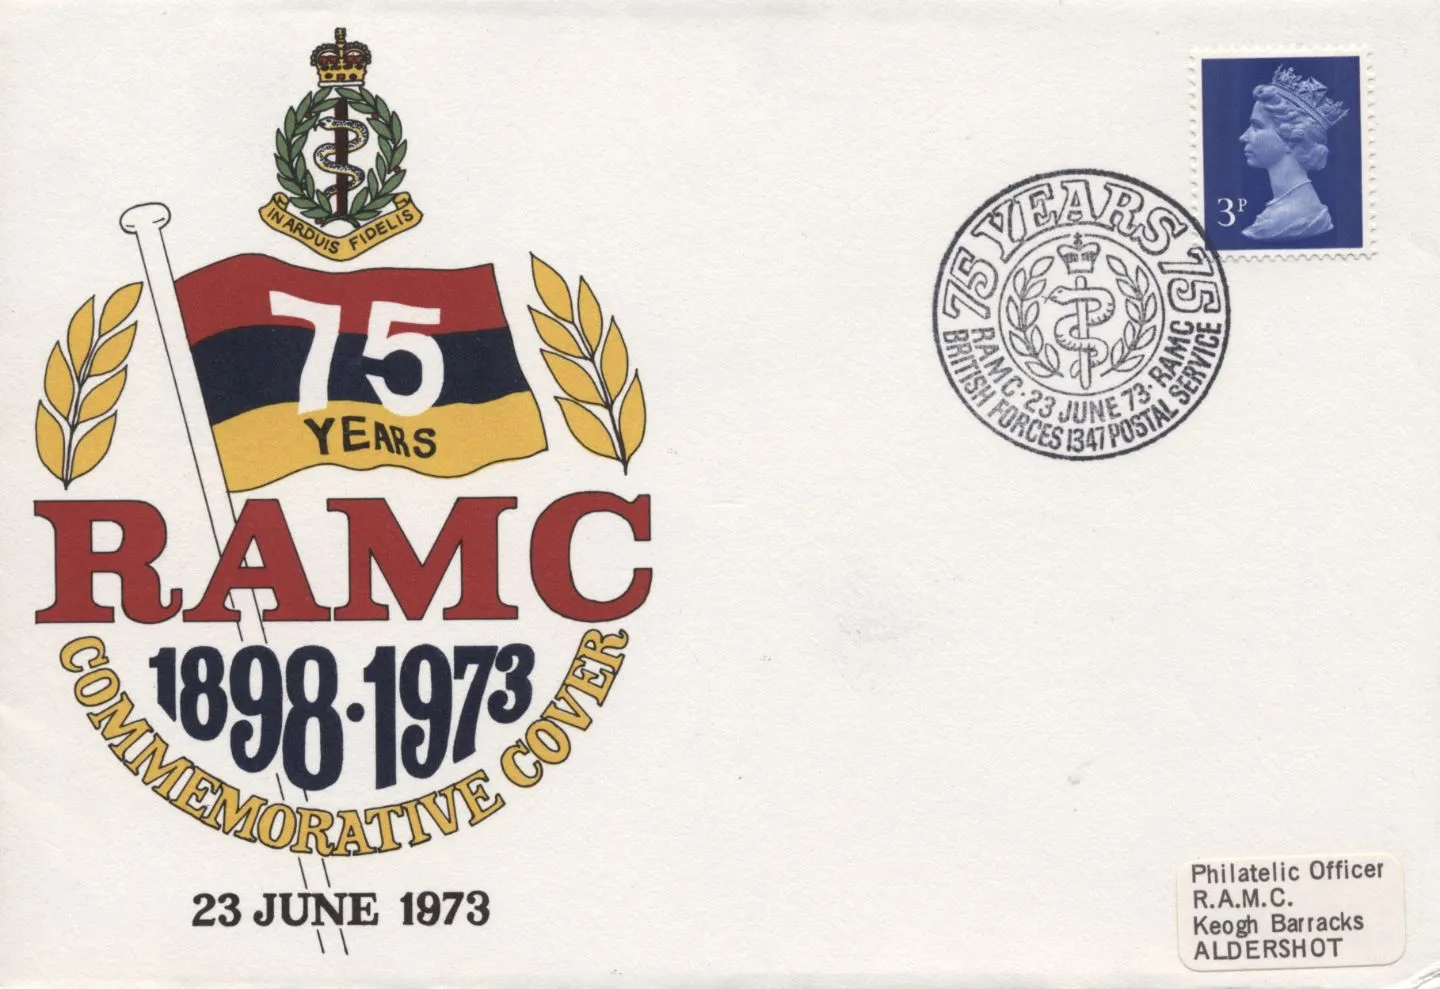 IN ARDUIS FIDELIS
75
YEARS
RAMC
1898·1973
COMMEMORATIVE COVER
23 JUNE 1973
3P
75 YEARS 75
RAMC·23 JUNE 73·RAMC
BRITISH FORCES 1347 POSTAL SERVICE
Philatelic Officer
R.A.M.C.
Keogh Barracks
ALDERSHOT